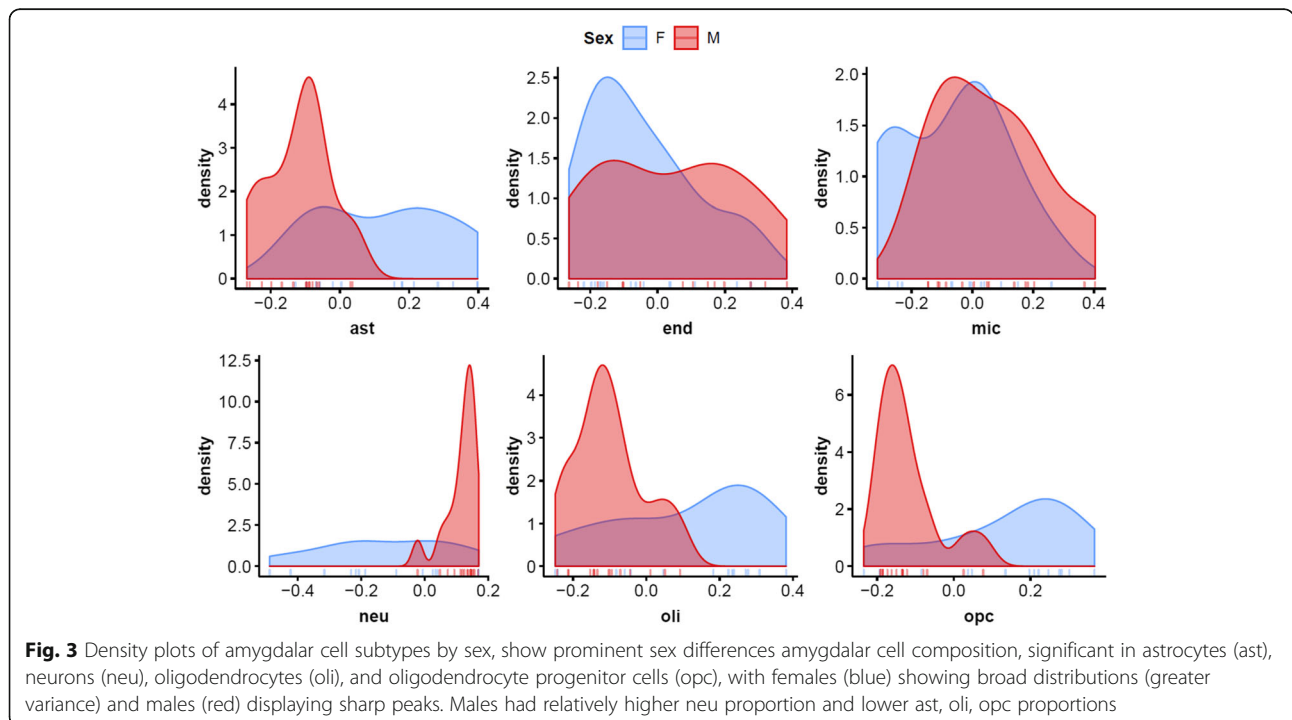 Sex F M
density
4
3
2
1
0
−0.2 0.0 0.2 0.4
ast
density
2.5
2.0
1.5
1.0
0.5
0.0
−0.2 0.0 0.2 0.4
end
density
2.0
1.5
1.0
0.5
0.0
−0.2 0.0 0.2 0.4
mic
density
12.5
10.0
7.5
5.0
2.5
0.0
−0.4 −0.2 0.0 0.2
neu
density
4
3
2
1
0
−0.2 0.0 0.2 0.4
oli
density
6
4
2
0
−0.2 0.0 0.2
opc
Fig. 3 Density plots of amygdalar cell subtypes by sex, show prominent sex differences amygdalar cell composition, significant in astrocytes (ast),
neurons (neu), oligodendrocytes (oli), and oligodendrocyte progenitor cells (opc), with females (blue) showing broad distributions (greater
variance) and males (red) displaying sharp peaks. Males had relatively higher neu proportion and lower ast, oli, opc proportions